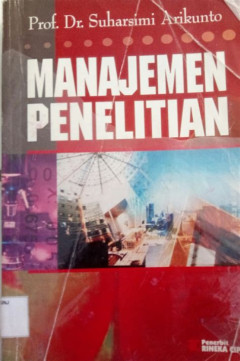 Prof. Dr. Suharsimi Arikunto
MANAJEMEN
PENELITIAN
Penerbit
RINEKA